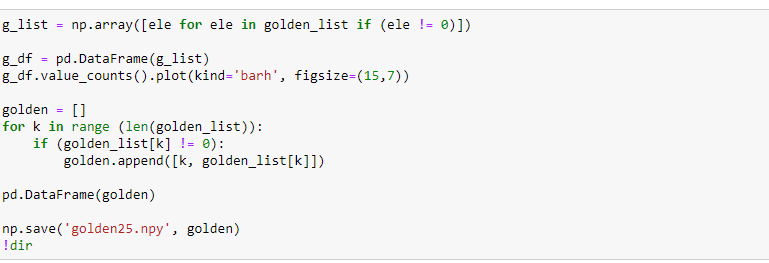 g_list = np.array([ele for ele in golden_list if (ele != 0)])
g_df = pd.DataFrame(g_list)
g_df.value_counts().plot(kind='barh', figsize=(15,7))
golden = []
for k in range (len(golden_list)):
    if (golden_list[k] != 0):
        golden.append([k, golden_list[k]])
pd.DataFrame(golden)
np.save('golden25.npy', golden)
!dir